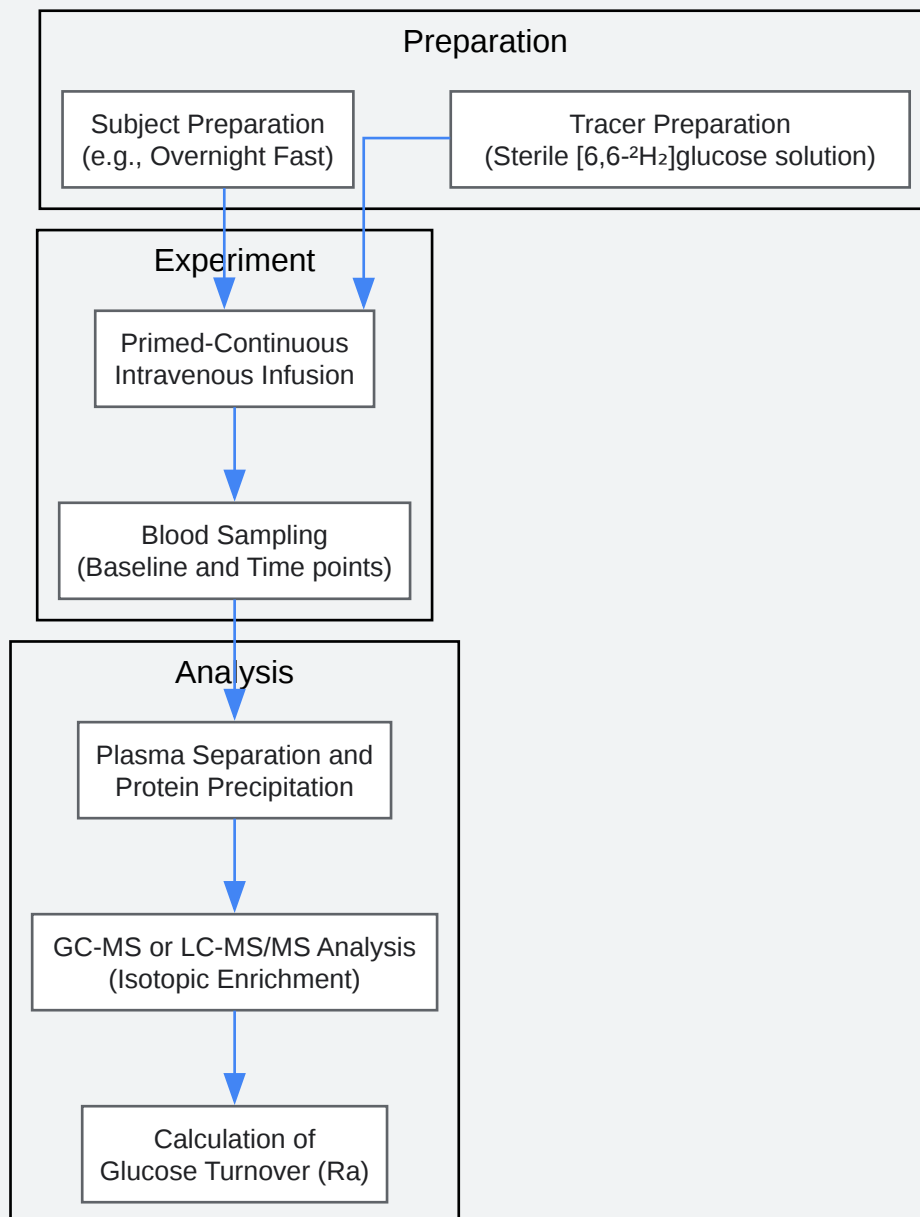 Preparation
Subject Preparation
(e.g., Overnight Fast)
Tracer Preparation
(Sterile [6,6-²H₂]glucose solution)
Experiment
Primed-Continuous
Intravenous Infusion
Blood Sampling
(Baseline and Time points)
Analysis
Plasma Separation and
Protein Precipitation
GC-MS or LC-MS/MS Analysis
(Isotopic Enrichment)
Calculation of
Glucose Turnover (Ra)